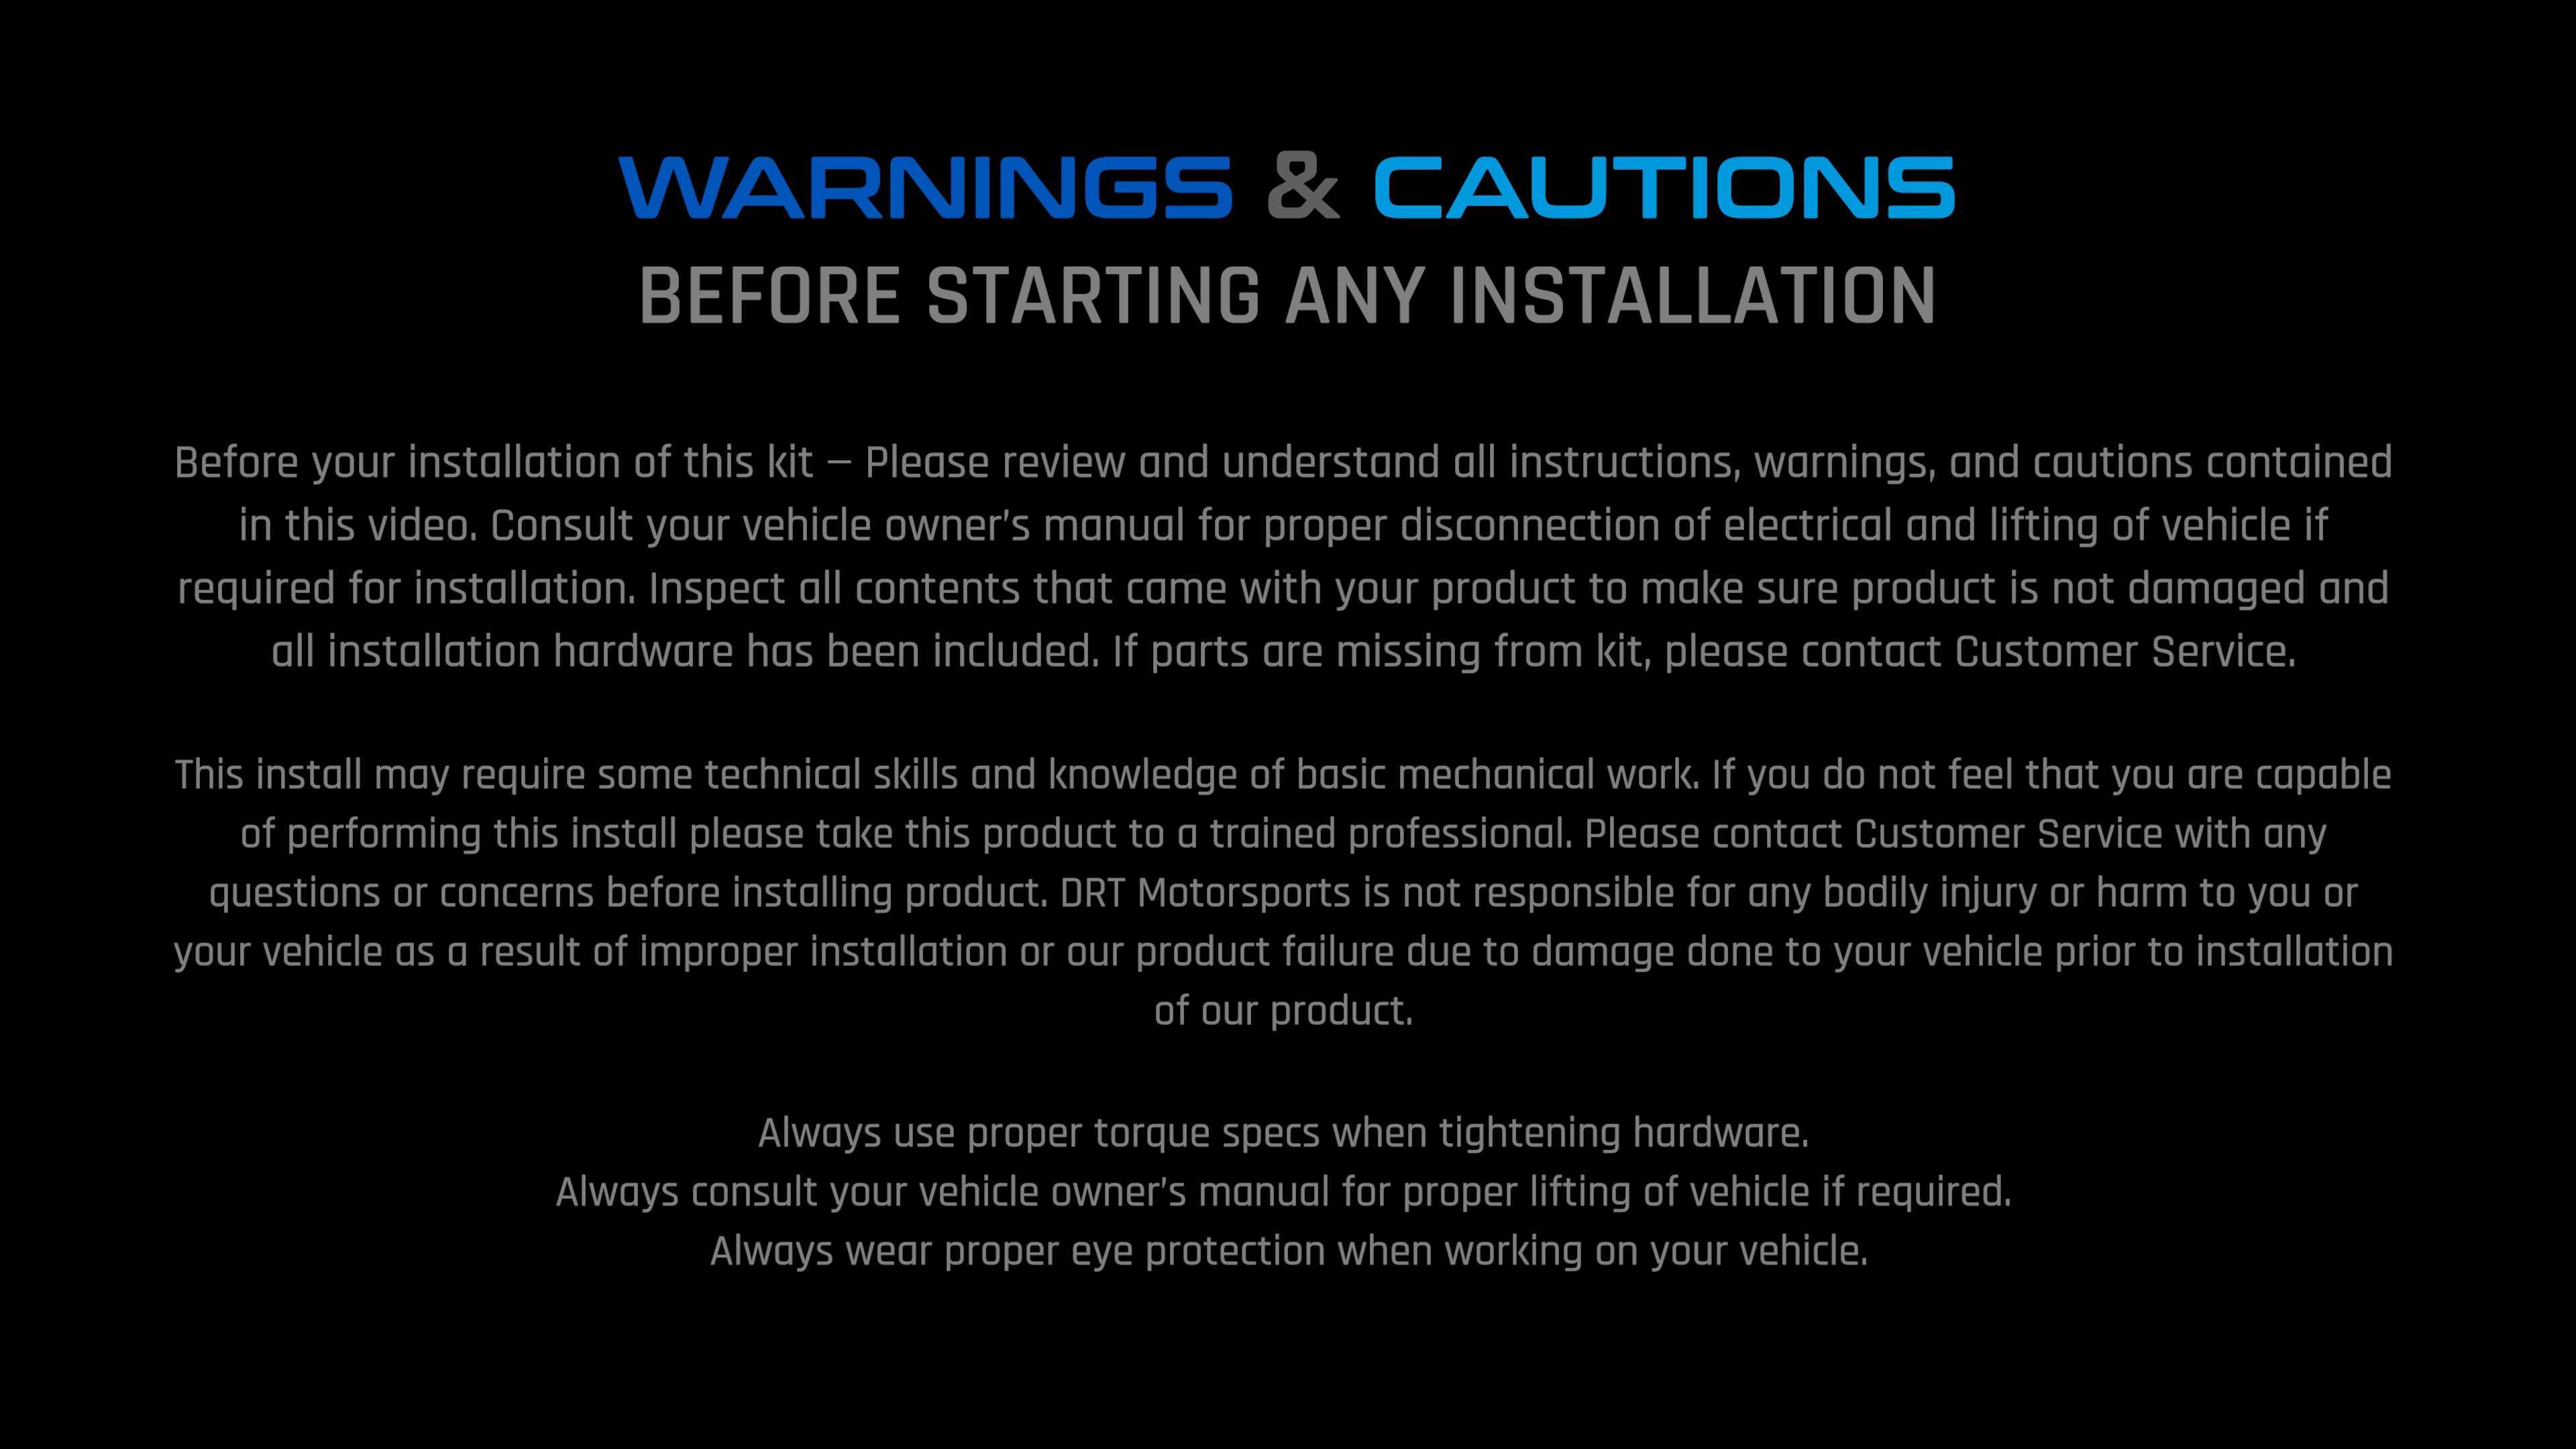 WARNINGS & CAUTIONS
BEFORE STARTING ANY INSTALLATION
Before your installation of this kit – Please review and understand all instructions, warnings, and cautions contained
in this video. Consult your vehicle owner’s manual for proper disconnection of electrical and lifting of vehicle if
required for installation. Inspect all contents that came with your product to make sure product is not damaged and
all installation hardware has been included. If parts are missing from kit, please contact Customer Service.
This install may require some technical skills and knowledge of basic mechanical work. If you do not feel that you are capable
of performing this install please take this product to a trained professional. Please contact Customer Service with any
questions or concerns before installing product. DRT Motorsports is not responsible for any bodily injury or harm to you or
your vehicle as a result of improper installation or our product failure due to damage done to your vehicle prior to installation
of our product.
Always use proper torque specs when tightening hardware.
Always consult your vehicle owner’s manual for proper lifting of vehicle if required.
Always wear proper eye protection when working on your vehicle.